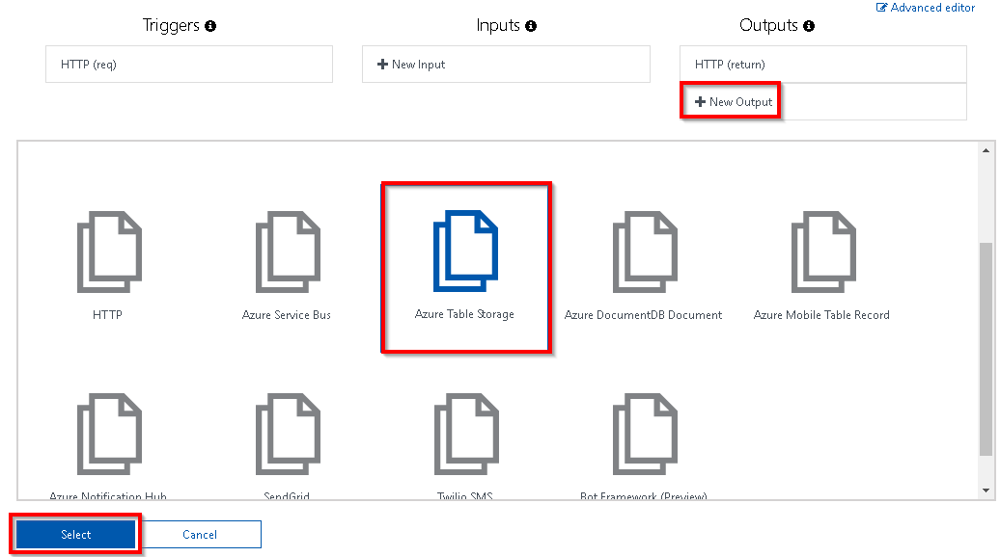 Advanced editor
Triggers
Inputs
Outputs
HTTP (req)
New Input
HTTP (return)
New Output
HTTP
Azure Service Bus
Azure Table Storage
Azure DocumentDB Document
Azure Mobile Table Record
Azure Notification Hub
SendGrid
Twilio SMS
Bot Framework (Preview)
Select
Cancel